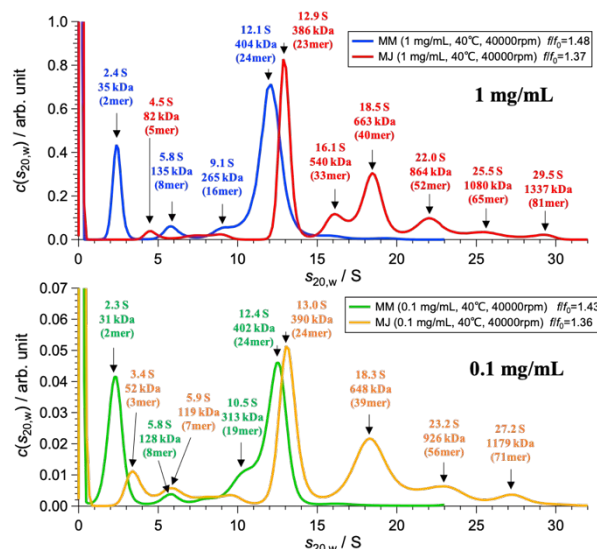 12.1 S
404 kDa
(24mer)
12.9 S
386 kDa
(23mer)
MM (1 mg/mL, 40℃, 40000rpm) f/f0=1.48
MJ (1 mg/mL, 40℃, 40000rpm) f/f0=1.37
1 mg/mL
2.4 S
35 kDa
(2mer)
4.5 S
82 kDa
(5mer)
5.8 S
135 kDa
(8mer)
9.1 S
265 kDa
(16mer)
16.1 S
540 kDa
(33mer)
18.5 S
663 kDa
(40mer)
22.0 S
864 kDa
(52mer)
25.5 S
1080 kDa
(65mer)
29.5 S
1337 kDa
(81mer)
c(s20,w) / arb. unit
1.0
0.8
0.6
0.4
0.2
0.0
0 5 10 15 20 25 30
s20,w / S
MM (0.1 mg/mL, 40℃, 40000rpm) f/f0=1.43
MJ (0.1 mg/mL, 40℃, 40000rpm) f/f0=1.36
0.1 mg/mL
2.3 S
31 kDa
(2mer)
3.4 S
52 kDa
(3mer)
5.8 S
128 kDa
(8mer)
5.9 S
119 kDa
(7mer)
10.5 S
313 kDa
(19mer)
12.4 S
402 kDa
(24mer)
13.0 S
390 kDa
(24mer)
18.3 S
648 kDa
(39mer)
23.2 S
926 kDa
(56mer)
27.2 S
1179 kDa
(71mer)
c(s20,w) / arb. unit
0.07
0.06
0.05
0.04
0.03
0.02
0.01
0.00
0 5 10 15 20 25 30
s20,w / S